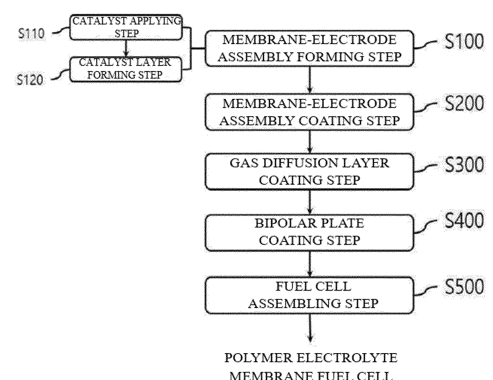 S110
CATALYST APPLYING
STEP
S120
CATALYST LAYER
FORMING STEP
MEMBRANE-ELECTRODE
ASSEMBLY FORMING STEP
S100
MEMBRANE-ELECTRODE
ASSEMBLY COATING STEP
S200
GAS DIFFUSION LAYER
COATING STEP
S300
BIPOLAR PLATE
COATING STEP
S400
FUEL CELL
ASSEMBLING STEP
S500
POLYMER ELECTROLYTE
MEMBRANE FUEL CELL